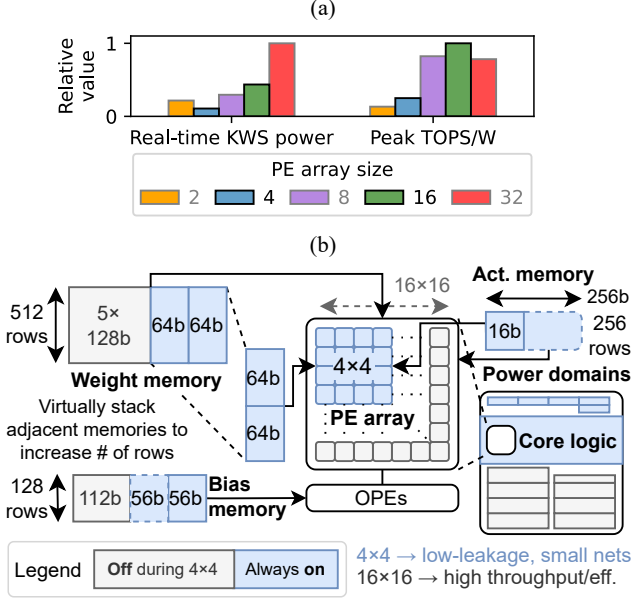 (a)
Relative value
1
0
Real-time KWS power
Peak TOPS/W
PE array size
2
4
8
16
32
(b)
512 rows
5×
128b
64b
64b
Weight memory
Virtually stack
adjacent memories to
increase # of rows
64b
64b
16×16
4×4
PE array
Act. memory
256b
16b
256
rows
Power domains
Core logic
128 rows
112b
56b
56b
Bias
memory
OPEs
Legend
Off during 4×4
Always on
4×4 → low-leakage, small nets
16×16 → high throughput/eff.